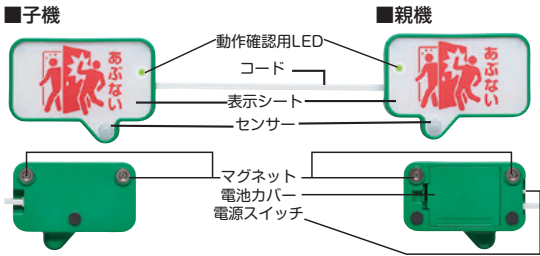 ■子機
■親機
動作確認用LED
コード
表示シート
センサー
あぶない
あぶない
マグネット
電池カバー
電源スイッチ